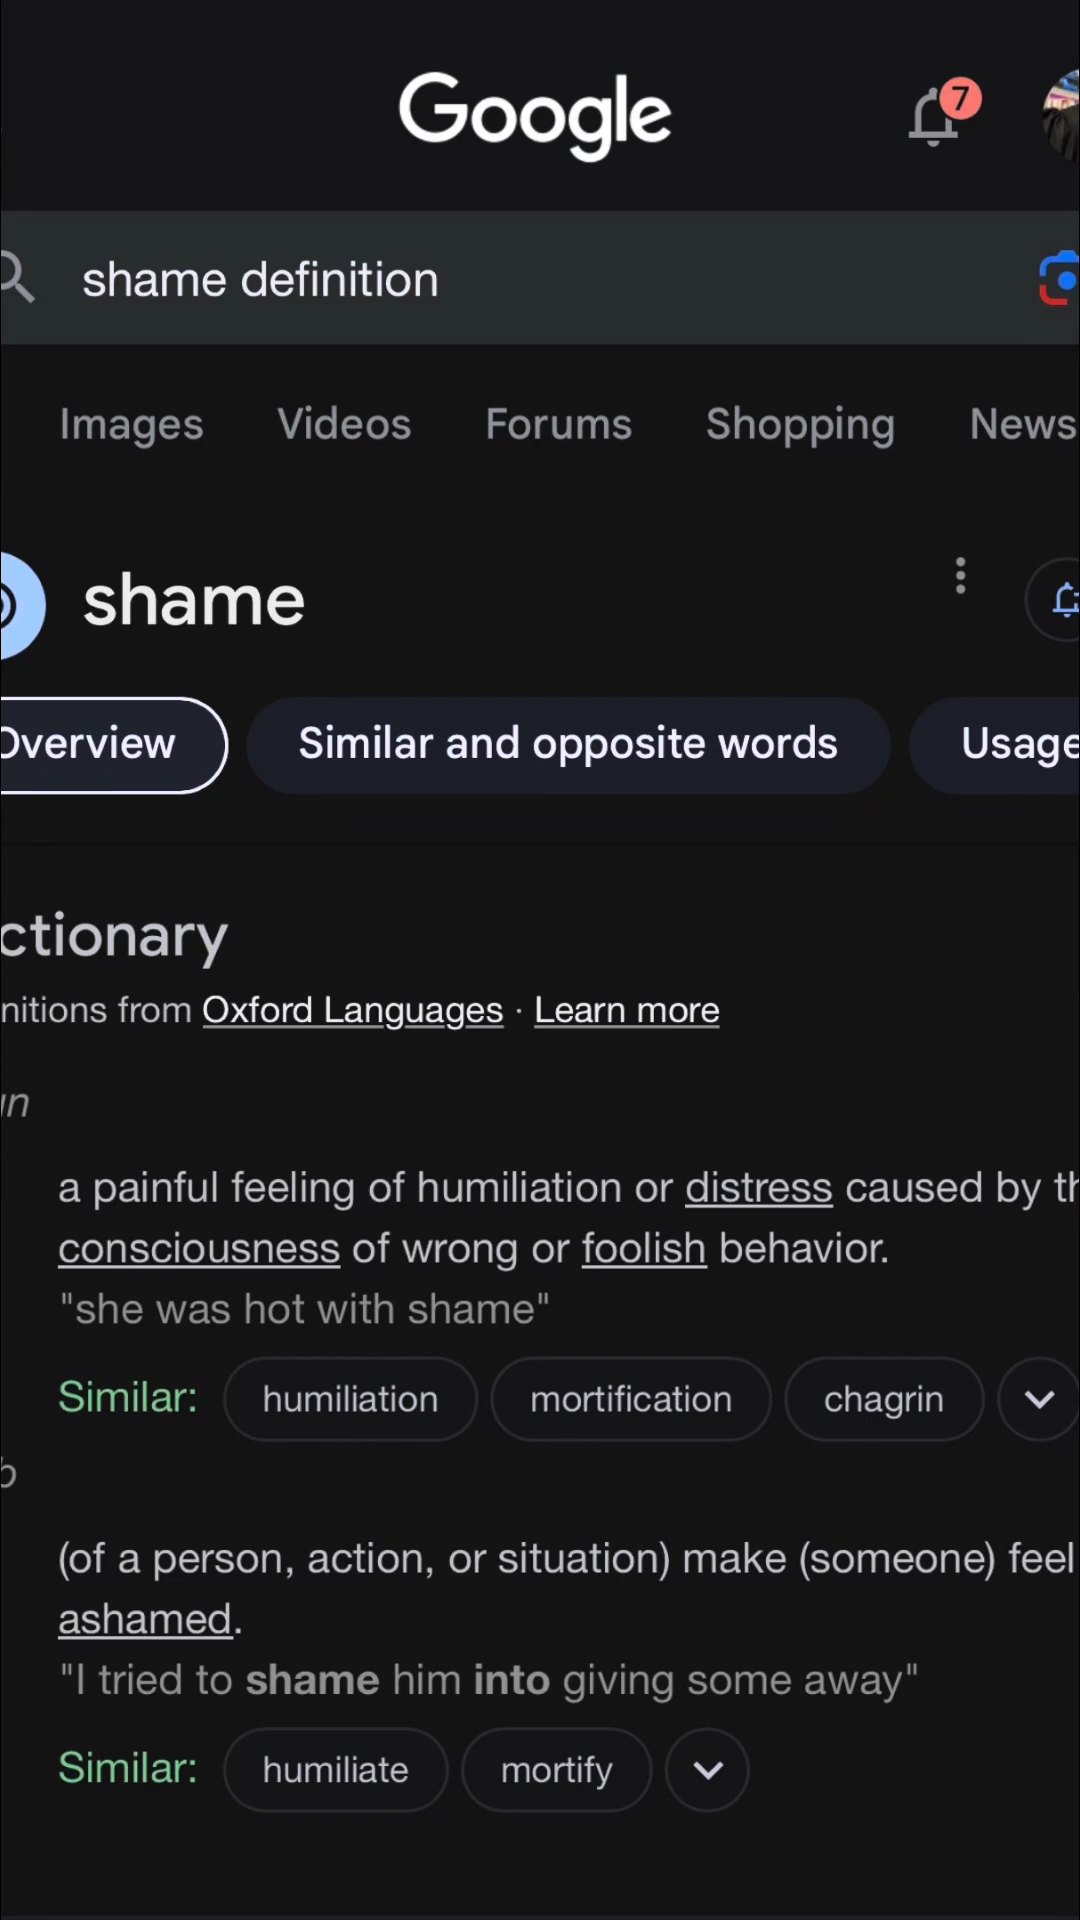 Google
7
shame definition
Images Videos Forums Shopping News
shame
Overview Similar and opposite words Usage
ctionary
nitions from Oxford Languages · Learn more
un
a painful feeling of humiliation or distress caused by th
consciousness of wrong or foolish behavior.
"she was hot with shame"
Similar: humiliation mortification chagrin
b
(of a person, action, or situation) make (someone) feel
ashamed.
"I tried to shame him into giving some away"
Similar: humiliate mortify